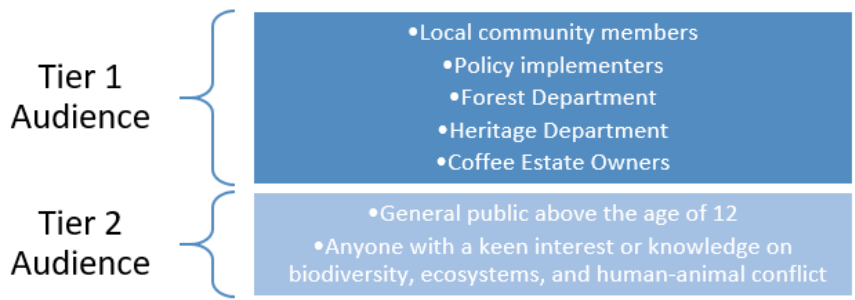 Tier 1
Audience
•Local community members
•Policy implementers
•Forest Department
•Heritage Department
•Coffee Estate Owners
Tier 2
Audience
•General public above the age of 12
•Anyone with a keen interest or knowledge on
biodiversity, ecosystems, and human-animal conflict